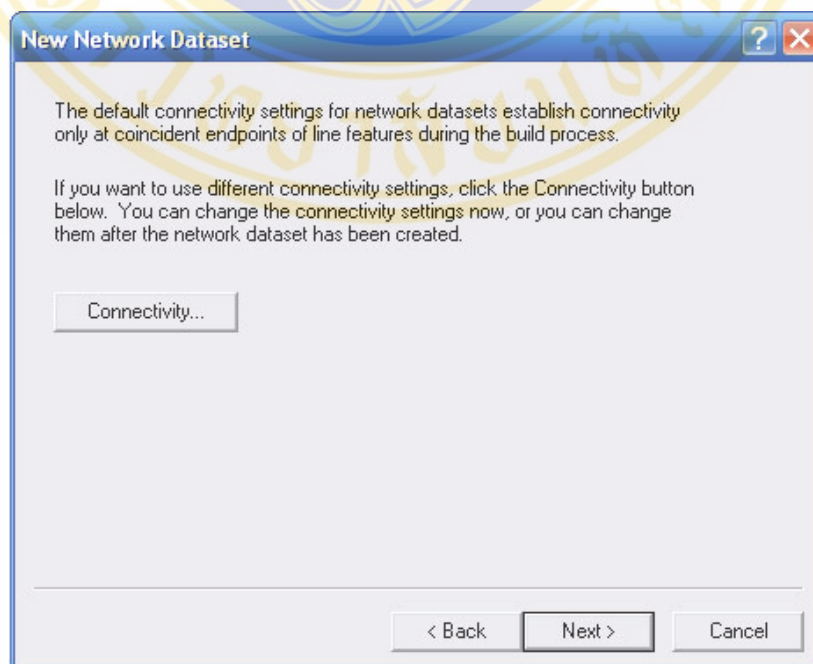 New Network Dataset
The default connectivity settings for network datasets establish connectivity
only at coincident endpoints of line features during the build process.
If you want to use different connectivity settings, click the Connectivity button
below. You can change the connectivity settings now, or you can change
them after the network dataset has been created.
Connectivity...
< Back
Next >
Cancel